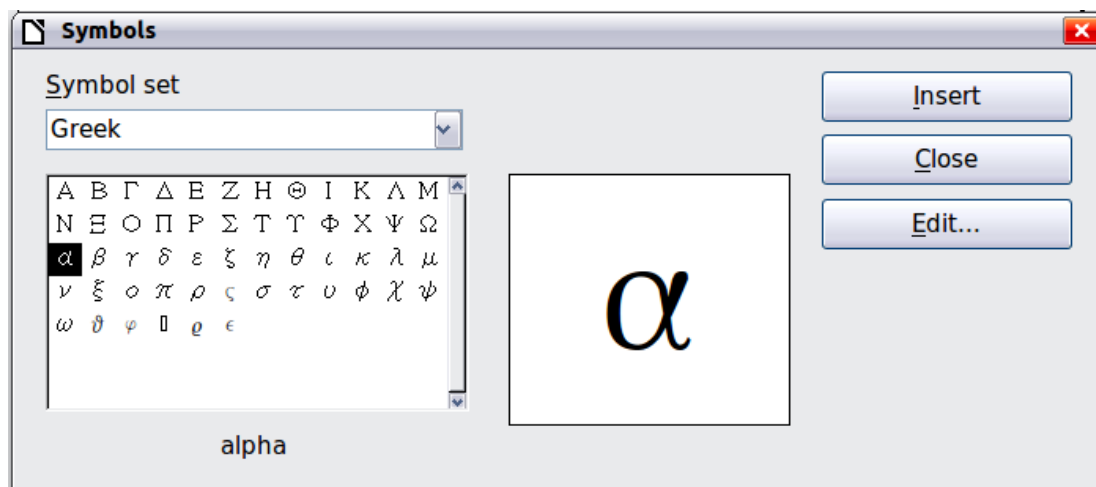 Symbols
Symbol set
Greek
Insert
Close
Edit...
Α Β Γ Δ Ε Ζ Η Θ Ι Κ Λ Μ
Ν Ξ Ο Π Ρ Σ Τ Υ Φ Χ Ψ Ω
α β γ δ ε ζ η θ ι κ λ μ
ν ξ ο π ρ ς σ τ υ φ χ ψ
ω ϑ φ ▯ ϱ ϵ
α
alpha